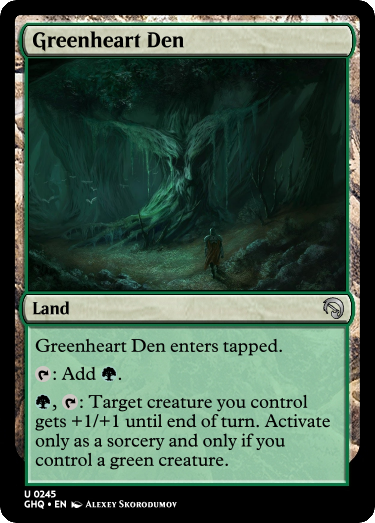 Greenheart Den
Land
Greenheart Den enters tapped.
: Add .
, : Target creature you control
gets +1/+1 until end of turn. Activate
only as a sorcery and only if you
control a green creature.
U 0245
GHQ • EN Alexey Skorodumov